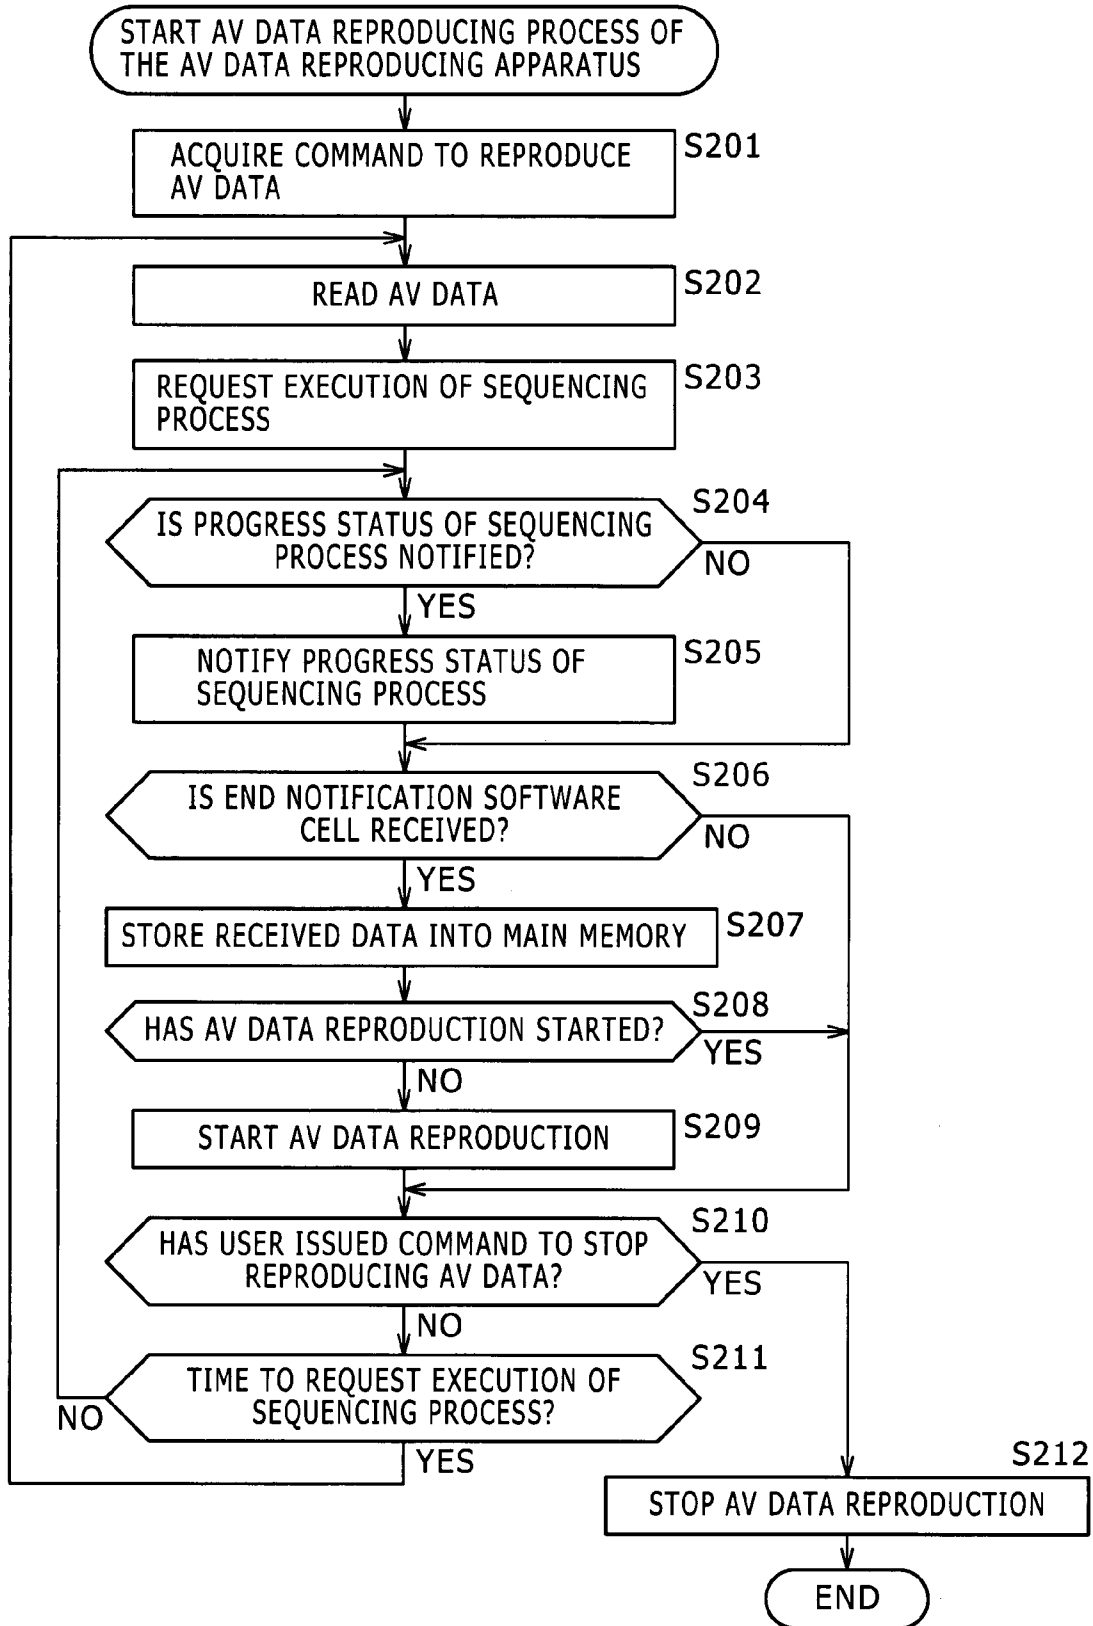 START AV DATA REPRODUCING PROCESS OF
THE AV DATA REPRODUCING APPARATUS
S201
ACQUIRE COMMAND TO REPRODUCE
AV DATA
S202
READ AV DATA
S203
REQUEST EXECUTION OF SEQUENCING
PROCESS
S204
IS PROGRESS STATUS OF SEQUENCING
PROCESS NOTIFIED?
NO
YES
S205
NOTIFY PROGRESS STATUS OF
SEQUENCING PROCESS
S206
IS END NOTIFICATION SOFTWARE
CELL RECEIVED?
NO
YES
S207
STORE RECEIVED DATA INTO MAIN MEMORY
S208
HAS AV DATA REPRODUCTION STARTED?
YES
NO
S209
START AV DATA REPRODUCTION
S210
HAS USER ISSUED COMMAND TO STOP
REPRODUCING AV DATA?
YES
NO
S211
TIME TO REQUEST EXECUTION OF
SEQUENCING PROCESS?
NO
YES
S212
STOP AV DATA REPRODUCTION
END